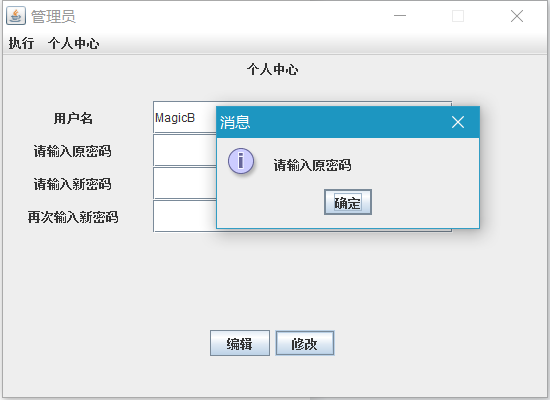 管理员
执行 个人中心
个人中心
用户名 MagicB
请输入原密码
请输入新密码
再次输入新密码
消息
i
请输入原密码
确定
编辑 修改